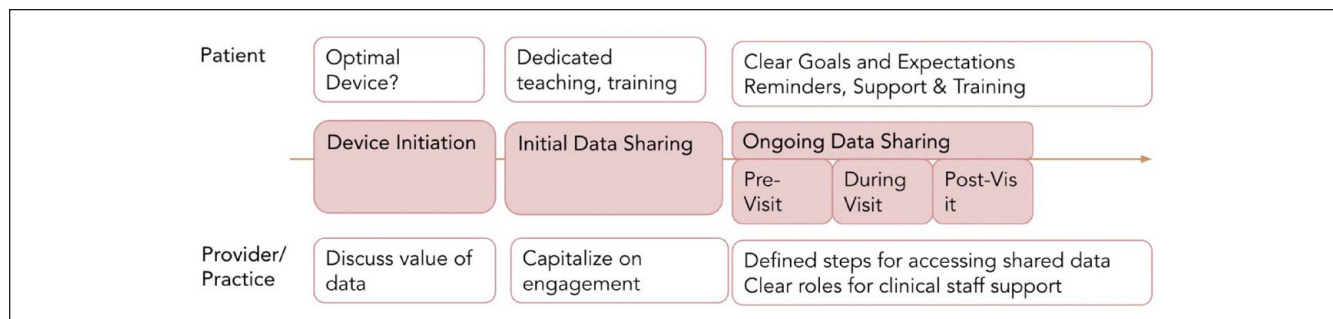 Patient
Optimal
Device?
Dedicated
teaching, training
Clear Goals and Expectations
Reminders, Support & Training
Device Initiation
Initial Data Sharing
Ongoing Data Sharing
Pre-
Visit
During
Visit
Post-Vis
it
Provider/
Practice
Discuss value of
data
Capitalize on
engagement
Defined steps for accessing shared data
Clear roles for clinical staff support